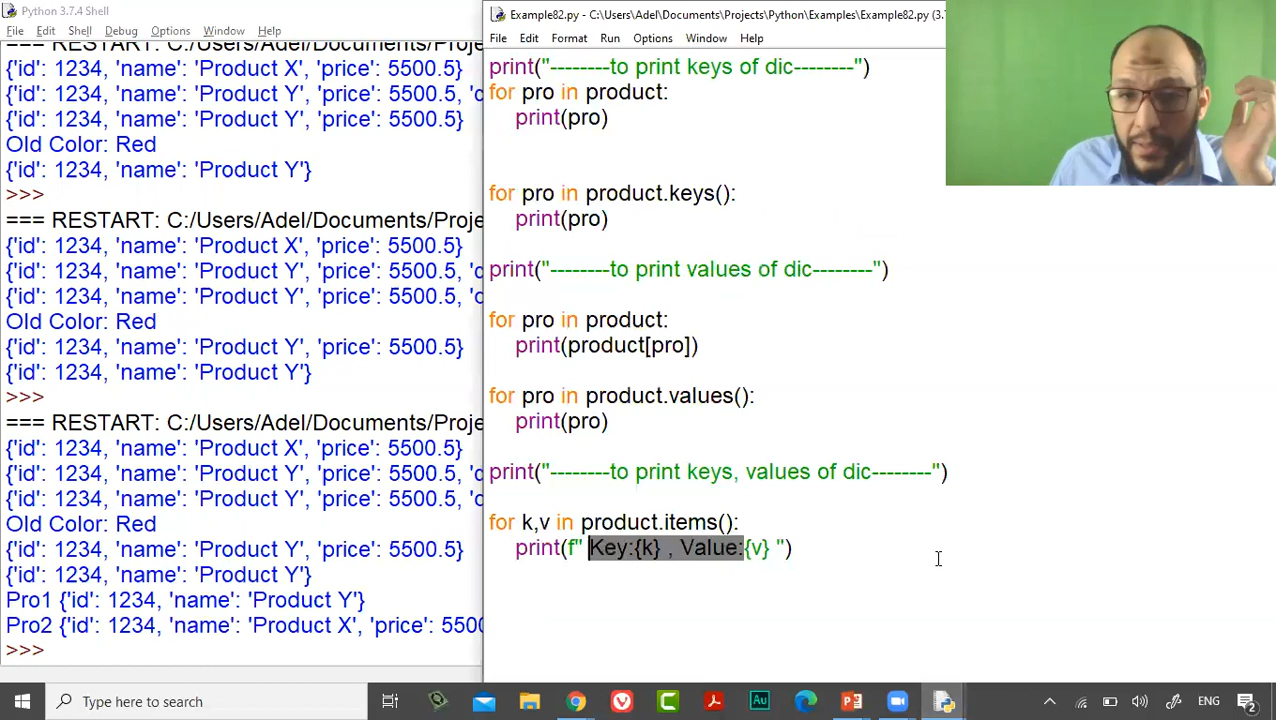 Python 3.7.4 Shell
File Edit Shell Debug Options Window Help
=== RESTART: C:/Users/Adel/Documents/Proje
{'id': 1234, 'name': 'Product X', 'price': 5500.5}
{'id': 1234, 'name': 'Product Y', 'price': 5500.5, 'c
{'id': 1234, 'name': 'Product Y', 'price': 5500.5, 'c
Old Color: Red
{'id': 1234, 'name': 'Product Y'}
>>>
=== RESTART: C:/Users/Adel/Documents/Proje
{'id': 1234, 'name': 'Product X', 'price': 5500.5}
{'id': 1234, 'name': 'Product Y', 'price': 5500.5, 'c
{'id': 1234, 'name': 'Product Y', 'price': 5500.5, 'c
Old Color: Red
{'id': 1234, 'name': 'Product Y', 'price': 5500.5}
{'id': 1234, 'name': 'Product Y'}
>>>
=== RESTART: C:/Users/Adel/Documents/Proje
{'id': 1234, 'name': 'Product X', 'price': 5500.5}
{'id': 1234, 'name': 'Product Y', 'price': 5500.5, 'c
{'id': 1234, 'name': 'Product Y', 'price': 5500.5, 'c
Old Color: Red
{'id': 1234, 'name': 'Product Y', 'price': 5500.5}
{'id': 1234, 'name': 'Product Y'}
Pro1 {'id': 1234, 'name': 'Product Y'}
Pro2 {'id': 1234, 'name': 'Product X', 'price': 5500
>>>
Example82.py - C:\Users\Adel\Documents\Projects\Python\Examples\Example82.py (3.7
File Edit Format Run Options Window Help
print("--------to print keys of dic--------")
for pro in product:
print(pro)
for pro in product.keys():
print(pro)
print("--------to print values of dic--------")
for pro in product:
print(product[pro])
for pro in product.values():
print(pro)
print("--------to print keys, values of dic--------")
for k,v in product.items():
print(f" Key:{k} , Value:{v} ")
Type here to search
Au
ENG
2